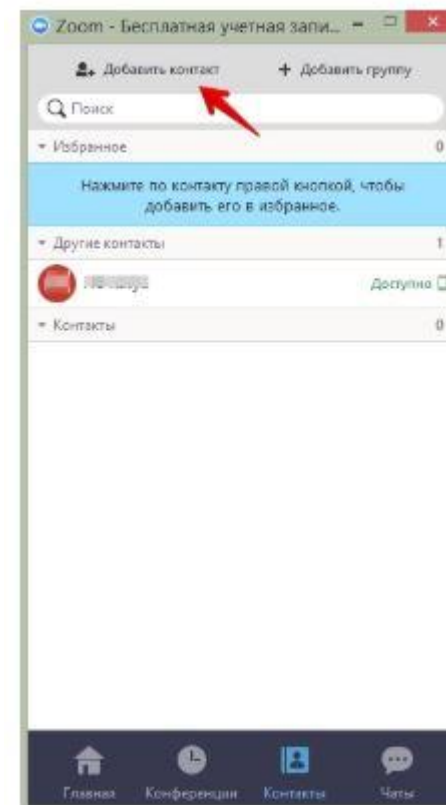 Zoom - Бесплатная учетная запи...
Добавить контакт
+ Добавить группу
Поиск
Избранное 0
Нажмите по контакту правой кнопкой, чтобы
добавить его в избранное.
Другие контакты 1
Доступно
Контакты 0
Главная Конференции Контакты Чаты